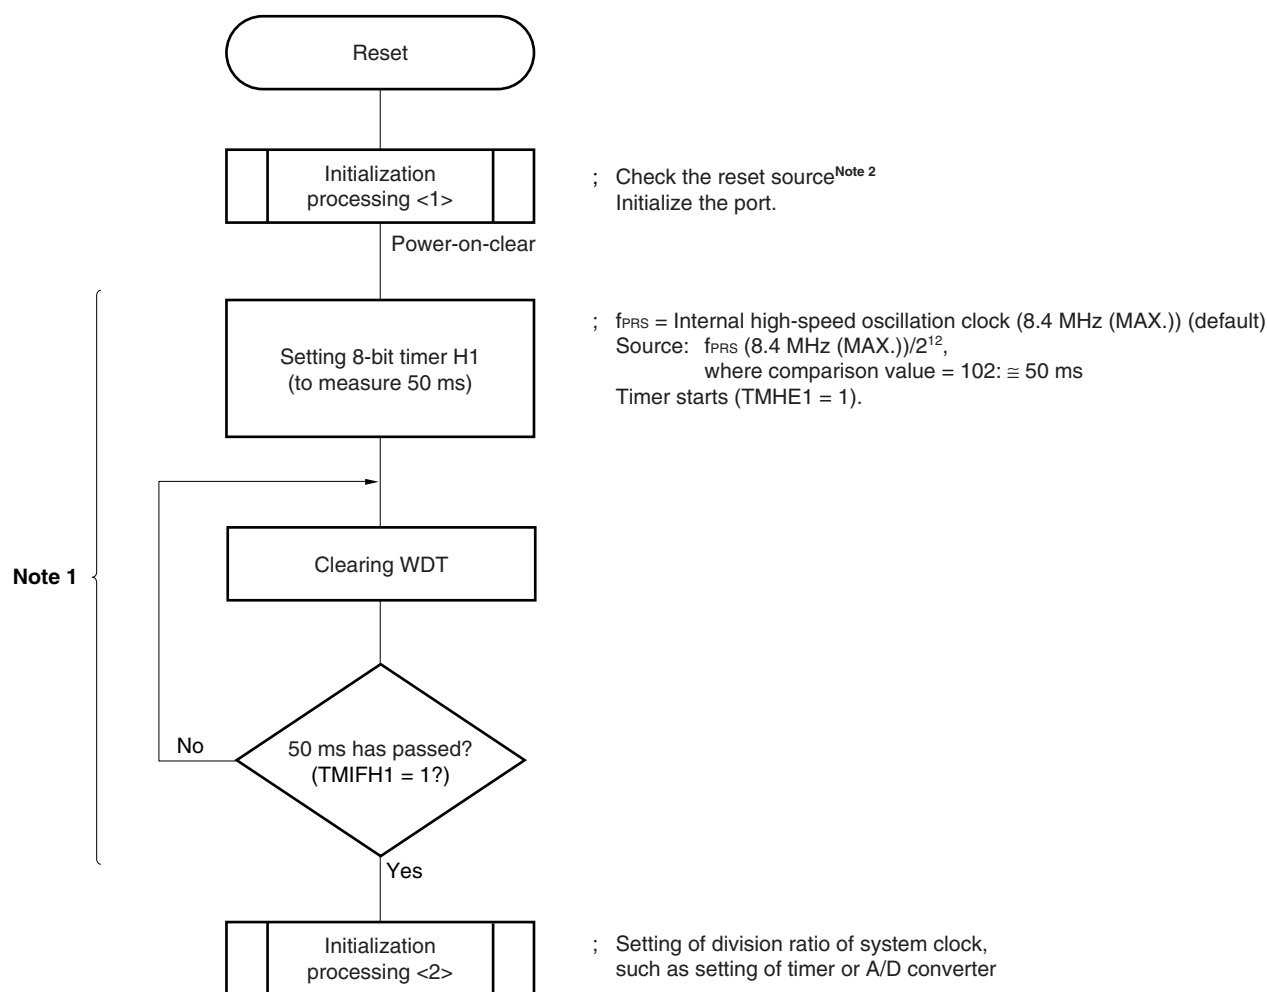 Reset
Initialization
processing <1>
; Check the reset sourceNote 2
Initialize the port.
Power-on-clear
Setting 8-bit timer H1
(to measure 50 ms)
; fPRS = Internal high-speed oscillation clock (8.4 MHz (MAX.)) (default)
Source: fPRS (8.4 MHz (MAX.))/2^12,
where comparison value = 102: ≅ 50 ms
Timer starts (TMHE1 = 1).
Note 1
Clearing WDT
No
50 ms has passed?
(TMIFH1 = 1?)
Yes
Initialization
processing <2>
; Setting of division ratio of system clock,
such as setting of timer or A/D converter